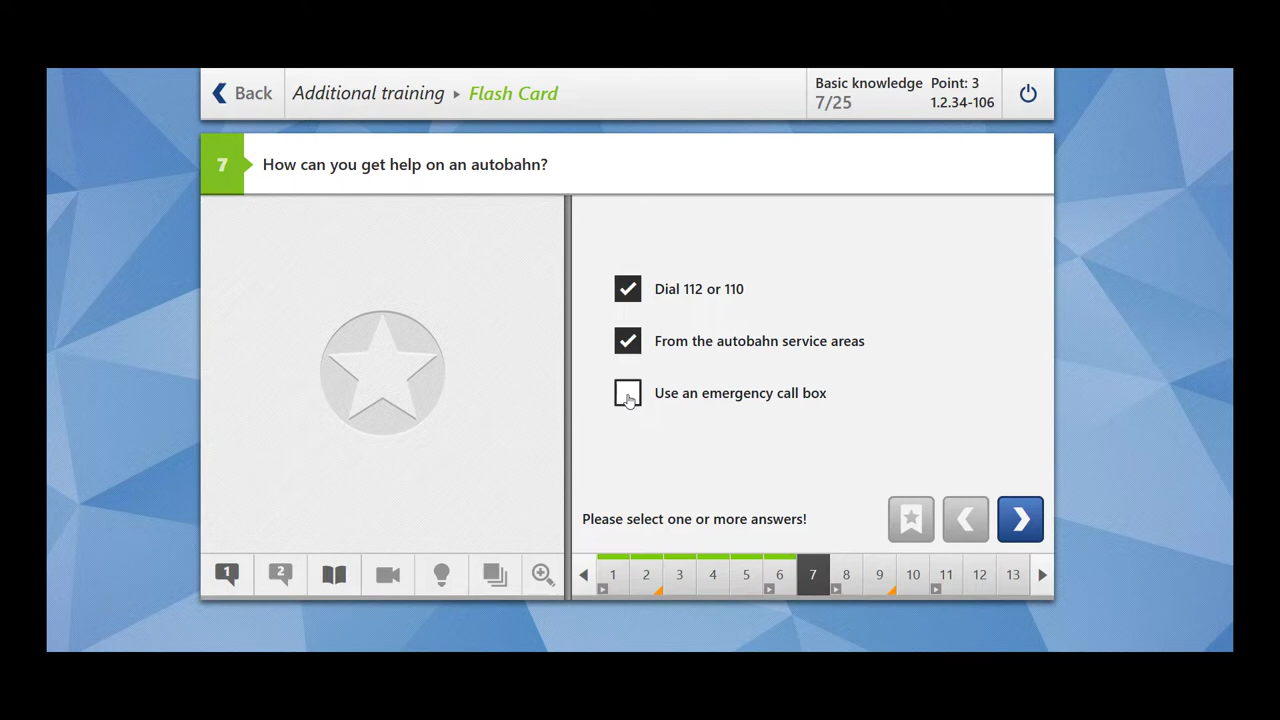 Back
Additional training ▸ Flash Card
Basic knowledge Point: 3
7/25 1.2.34-106
7 How can you get help on an autobahn?
Dial 112 or 110
From the autobahn service areas
Use an emergency call box
Please select one or more answers!
1 2
1 2 3 4 5 6 7 8 9 10 11 12 13